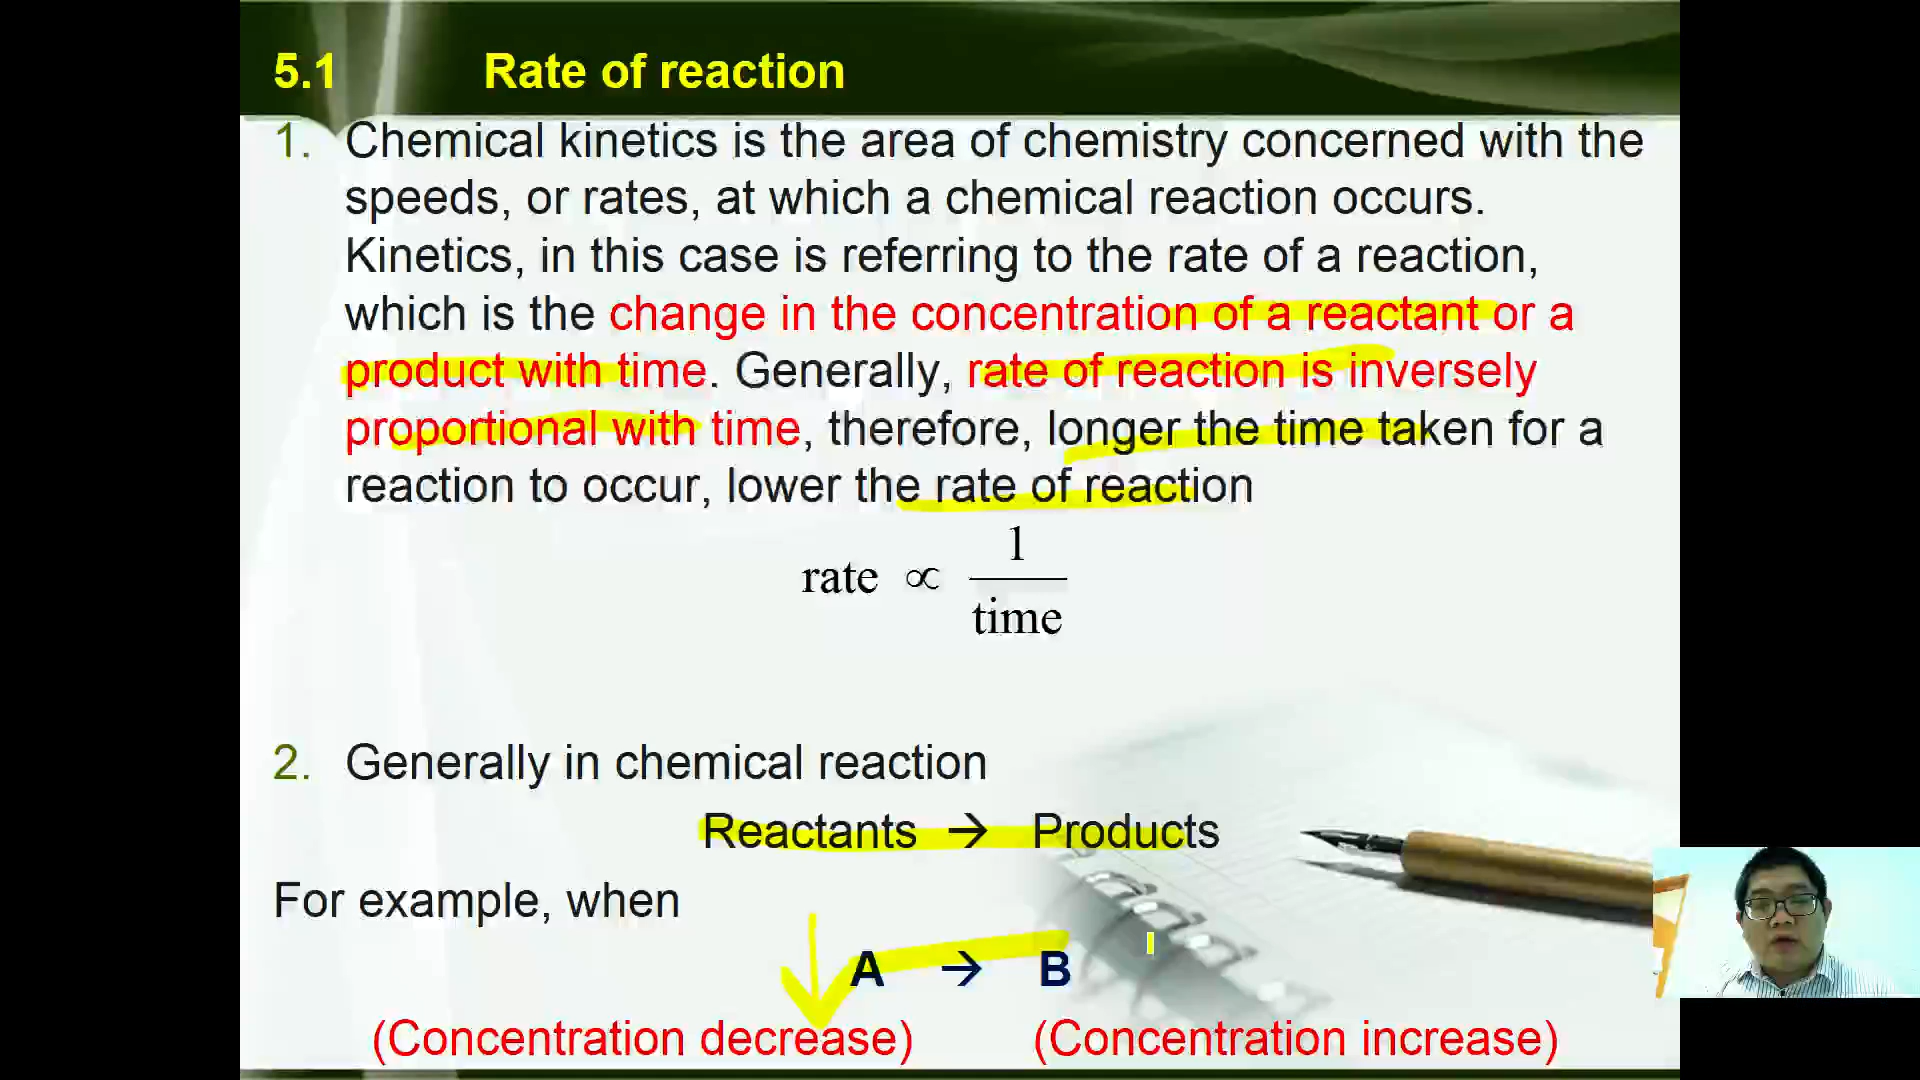 5.1 Rate of reaction
1. Chemical kinetics is the area of chemistry concerned with the
speeds, or rates, at which a chemical reaction occurs.
Kinetics, in this case is referring to the rate of a reaction,
which is the change in the concentration of a reactant or a
product with time. Generally, rate of reaction is inversely
proportional with time, therefore, longer the time taken for a
reaction to occur, lower the rate of reaction
rate ∝ 1
time
2. Generally in chemical reaction
Reactants → Products
For example, when
A → B
(Concentration decrease) (Concentration increase)